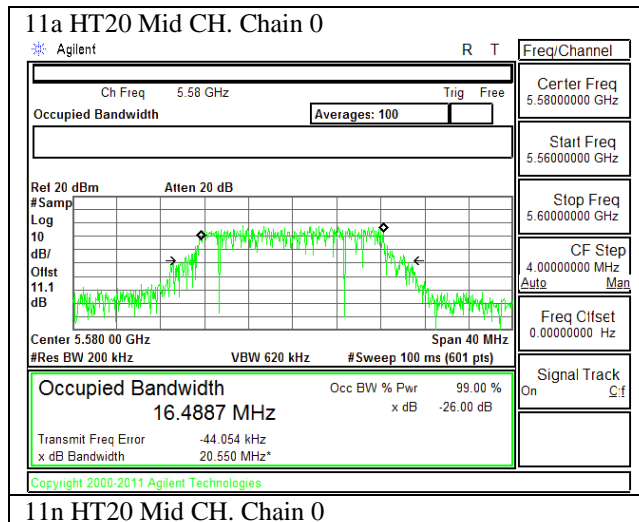 11a HT20 Mid CH. Chain 0
Agilent R T Freq/Channel
Ch Freq 5.58 GHz Trig Free
Occupied Bandwidth Averages: 100
Center Freq
5.58000000 GHz
Start Freq
5.56000000 GHz
Stop Freq
5.60000000 GHz
CF Step
4.00000000 MHz
Auto Man
Freq Offset
0.00000000 Hz
Signal Track
On Off
Ref 20 dBm Atten 20 dB
#Samp
Log
10
dB/
Offst
11.1
dB
Center 5.580 00 GHz Span 40 MHz
#Res BW 200 kHz VBW 620 kHz #Sweep 100 ms (601 pts)
Occupied Bandwidth Occ BW % Pwr 99.00 %
16.4887 MHz x dB -26.00 dB
Transmit Freq Error -44.054 kHz
x dB Bandwidth 20.550 MHz*
Copyright 2000-2011 Agilent Technologies
11n HT20 Mid CH. Chain 0